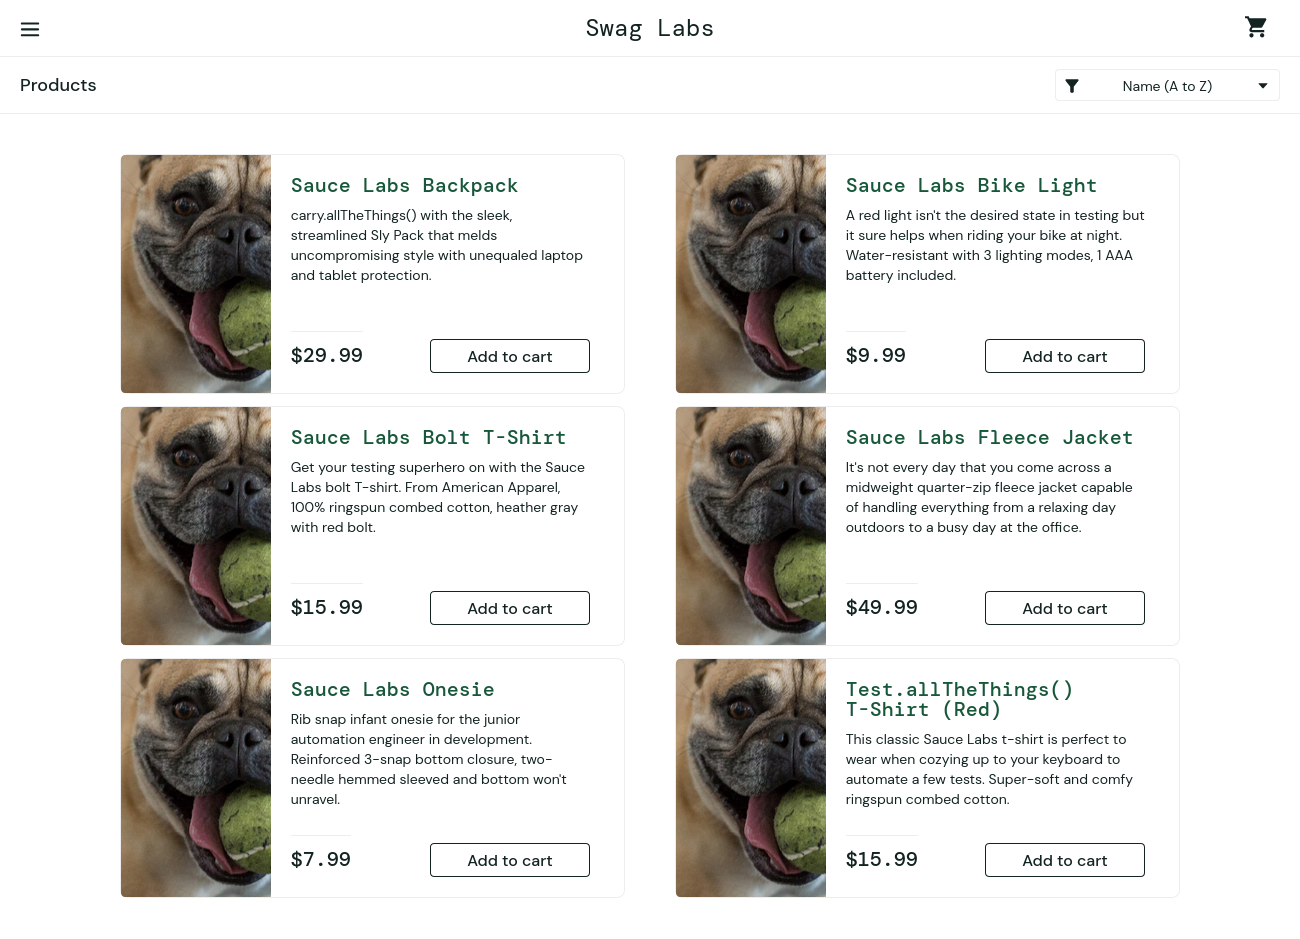 Swag Labs
Products
Name (A to Z)
Sauce Labs Backpack
carry.allTheThings() with the sleek,
streamlined Sly Pack that melds
uncompromising style with unequaled laptop
and tablet protection.
$29.99
Add to cart
Sauce Labs Bike Light
A red light isn't the desired state in testing but
it sure helps when riding your bike at night.
Water-resistant with 3 lighting modes, 1 AAA
battery included.
$9.99
Add to cart
Sauce Labs Bolt T-Shirt
Get your testing superhero on with the Sauce
Labs bolt T-shirt. From American Apparel,
100% ringspun combed cotton, heather gray
with red bolt.
$15.99
Add to cart
Sauce Labs Fleece Jacket
It's not every day that you come across a
midweight quarter-zip fleece jacket capable
of handling everything from a relaxing day
outdoors to a busy day at the office.
$49.99
Add to cart
Sauce Labs Onesie
Rib snap infant onesie for the junior
automation engineer in development.
Reinforced 3-snap bottom closure, two-
needle hemmed sleeved and bottom won't
unravel.
$7.99
Add to cart
Test.allTheThings()
T-Shirt (Red)
This classic Sauce Labs t-shirt is perfect to
wear when cozying up to your keyboard to
automate a few tests. Super-soft and comfy
ringspun combed cotton.
$15.99
Add to cart